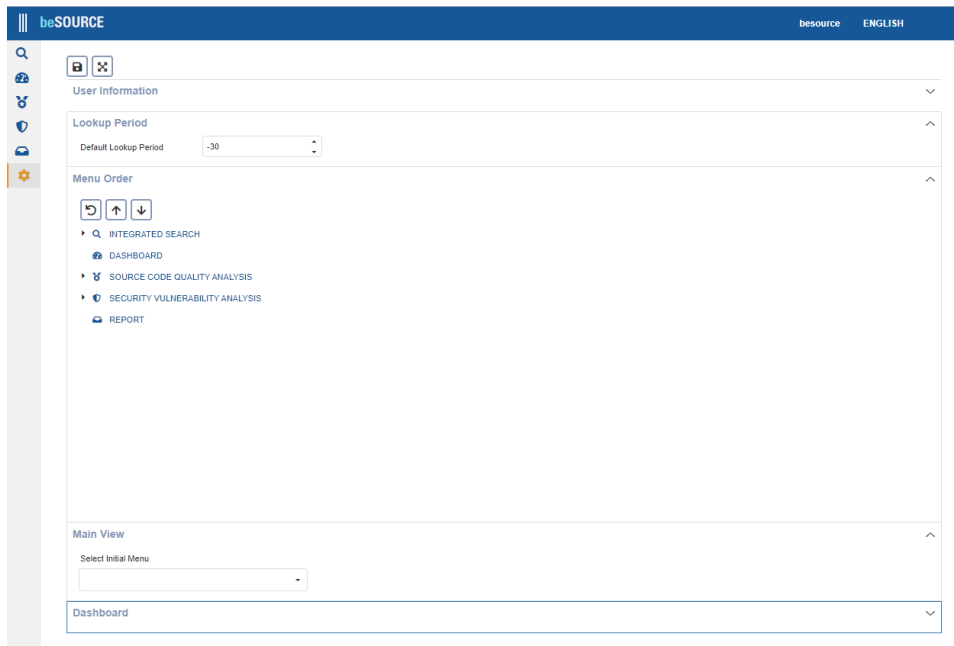 beSOURCE
besource ENGLISH
User Information
Lookup Period
Default Lookup Period -30
Menu Order
INTEGRATED SEARCH
DASHBOARD
SOURCE CODE QUALITY ANALYSIS
SECURITY VULNERABILITY ANALYSIS
REPORT
Main View
Select Initial Menu
Dashboard